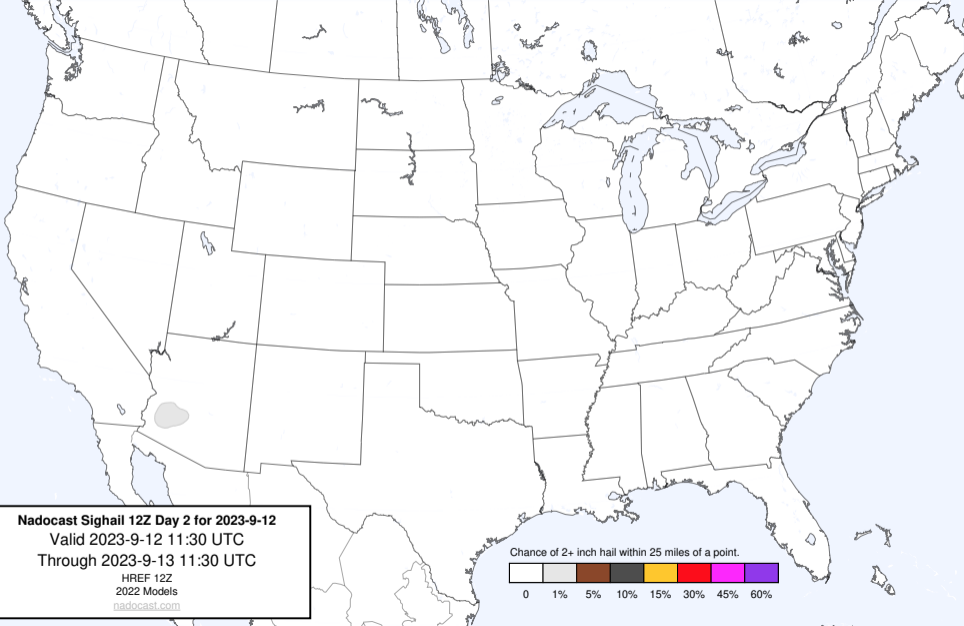 Nadocast Sighail 12Z Day 2 for 2023-9-12
Valid 2023-9-12 11:30 UTC
Through 2023-9-13 11:30 UTC
HREF 12Z
2022 Models
nadocast.com
Chance of 2+ inch hail within 25 miles of a point.
0 1% 5% 10% 15% 30% 45% 60%